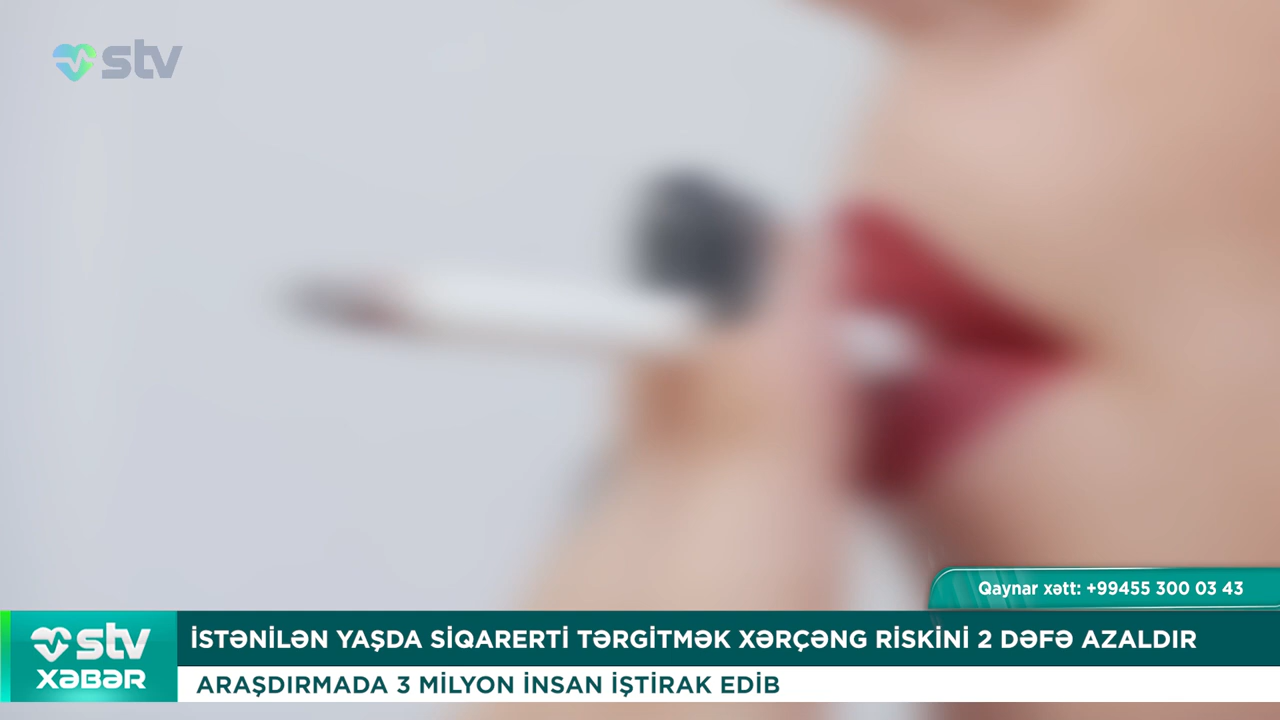 stv
Qaynar xətt: +99455 300 03 43
stv
XƏBƏR
İSTƏNİLƏN YAŞDA SİQARERTİ TƏRGİTMƏK XƏRÇƏNG RİSKİNİ 2 DƏFƏ AZALDIR
ARAŞDIRMADA 3 MİLYON İNSAN İŞTİRAK EDİB